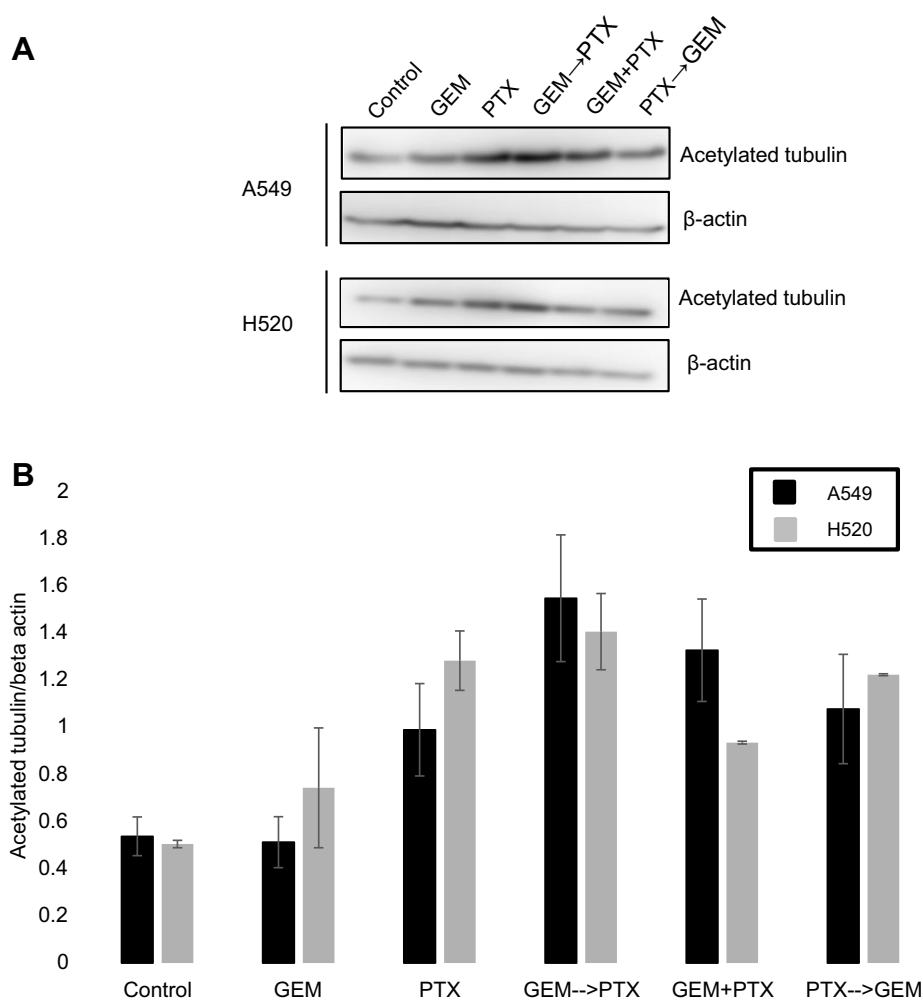 A
Control GEM PTX GEM→PTX GEM+PTX PTX→GEM
Acetylated tubulin
A549
β-actin
Acetylated tubulin
H520
β-actin
B
A549
H520
Acetylated tubulin/beta actin
2
1.8
1.6
1.4
1.2
1
0.8
0.6
0.4
0.2
0
Control GEM PTX GEM-->PTX GEM+PTX PTX-->GEM